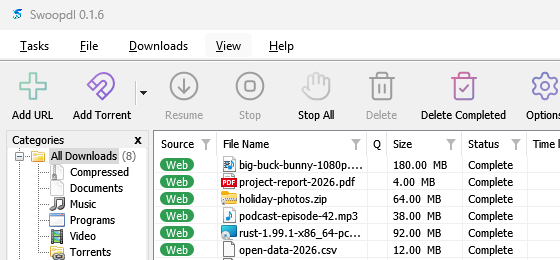 Swoopdl 0.1.6
Tasks File Downloads View Help
Add URL Add Torrent Resume Stop Stop All Delete Delete Completed Options
Categories x Source File Name Q Size Status Time l
All Downloads (8) Web big-buck-bunny-1080p.... 180.00 MB Complete
Compressed Web project-report-2026.pdf 4.00 MB Complete
Documents Web holiday-photos.zip 64.00 MB Complete
Music Web podcast-episode-42.mp3 38.00 MB Complete
Programs Web rust-1.99.1-x86_64-pc... 92.00 MB Complete
Video Web open-data-2026.csv 12.00 MB Complete
Torrents